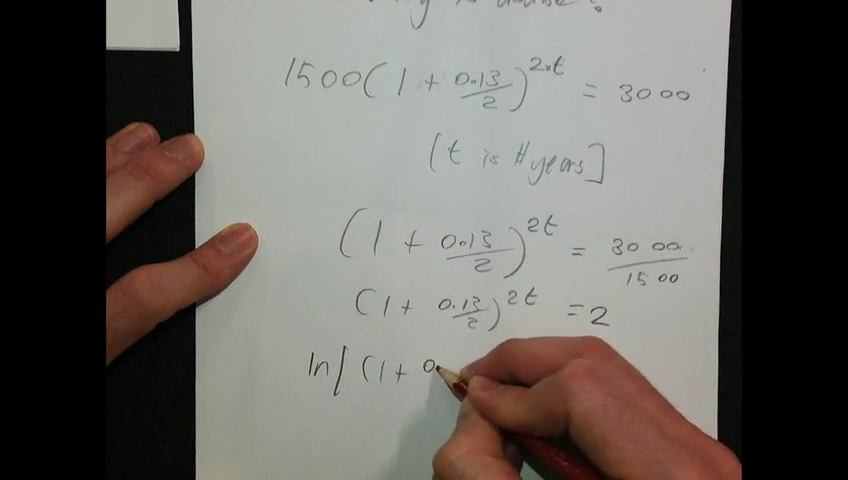 1500(1 + 0.13/2)^2×t = 3000
[t is #years]
(1 + 0.13/2)^2t = 3000/1500
(1 + 0.13/2)^2t = 2
ln[(1 + 0.